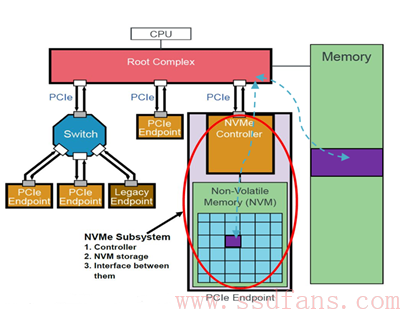 CPU
Root Complex
Memory
PCIe
PCIe
PCIe
Switch
PCIe
Endpoint
NVMe
Controller
PCIe
Endpoint
PCIe
Endpoint
Legacy
Endpoint
Non-Volatile
Memory (NVM)
NVMe Subsystem
1. Controller
2. NVM storage
3. Interface between
them
PCIe Endpoint
www.ssdfans.com